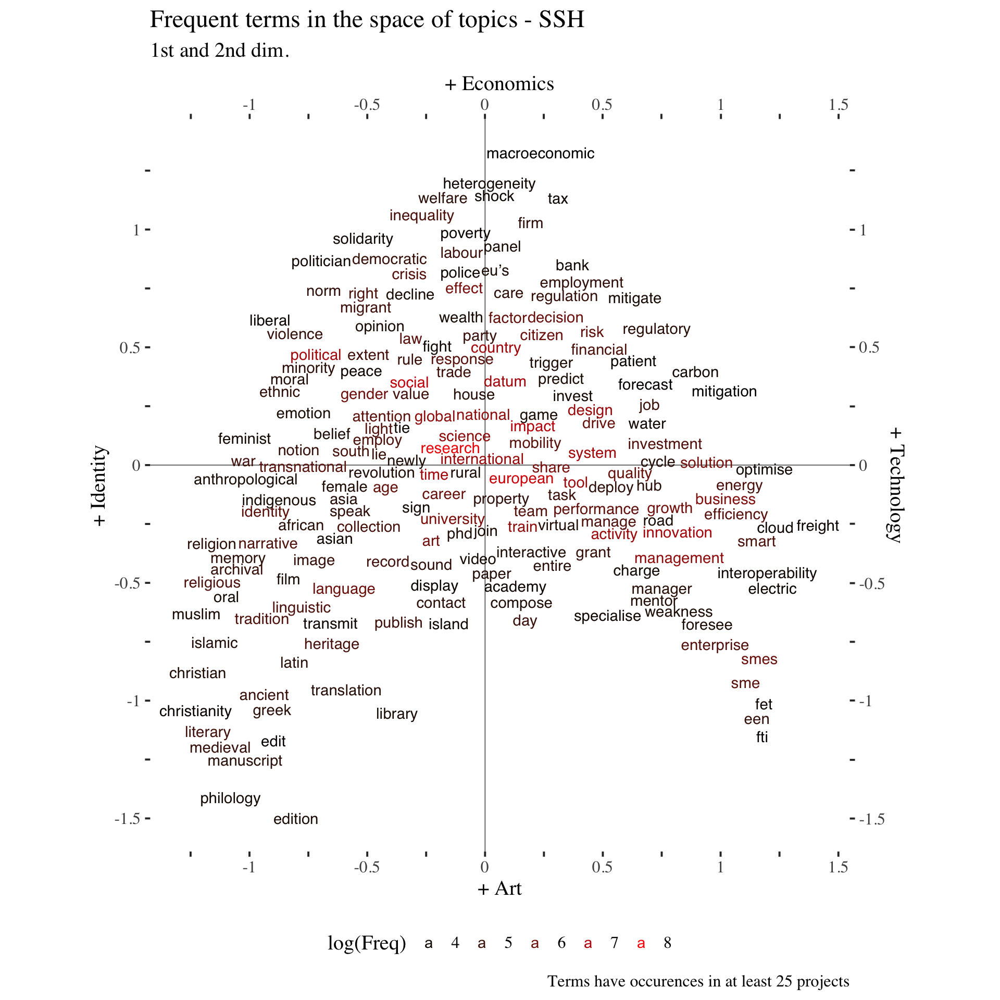 Frequent terms in the space of topics - SSH
1st and 2nd dim.
+ Economics
-1 -0.5 0 0.5 1 1.5
macroeconomic
heterogeneity
welfare shock tax
inequality
firm
1 poverty 1
solidarity
panel
labour
politician democratic
bank
crisis police eu’s
employment
effect
norm right decline care regulation mitigate
migrant
liberal wealth factor decision
opinion regulatory
violence law party citizen risk
0.5 fight country financial 0.5
political extent rule response trigger patient
minority peace trade carbon
moral social datum predict forecast
ethnic gender value house invest mitigation
job
emotion attention global national game design
light tie impact drive water
feminist belief employ science mobility investment
notion south lie research system
+ Identity
+ Technology
0 war newly international cycle solution 0
transnational share optimise
anthropological revolution time rural european quality
female age tool deploy hub energy
indigenous asia career property task business
identity speak sign team performance growth efficiency
african collection university train virtual manage road cloud freight
asian phd join activity innovation
religion narrative art smart
memory image record sound video interactive grant management
archival entire charge interoperability
religious film display paper
-0.5 language academy manager electric -0.5
oral
linguistic contact compose mentor
muslim tradition transmit publish island day specialise weakness
foresee
islamic heritage enterprise
latin smes
christian
translation sme
ancient
-1 fet -1
christianity greek library een
literary edit fti
medieval
manuscript
philology
-1.5 edition -1.5
-1 -0.5 0 0.5 1 1.5
+ Art
log(Freq) a 4 a 5 a 6 a 7 a 8
Terms have occurences in at least 25 projects